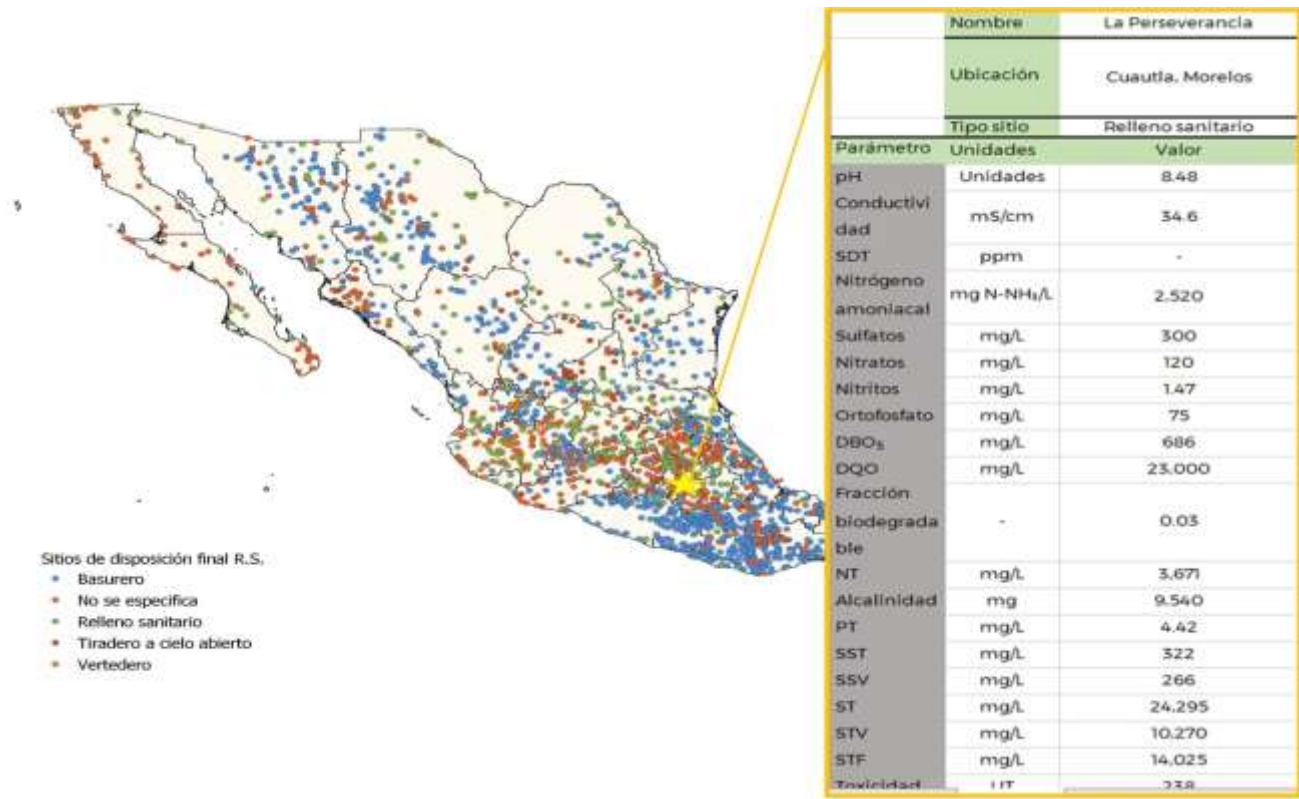 Nombre La Perseverancia
Ubicación Cuautla. Morelos
Tipo sitio Relleno sanitario
Parámetro Unidades Valor
pH Unidades 8.48
Conductivi
dad mS/cm 34.6
SDT ppm -
Nitrógeno
amoniacal mg N-NH₃/L 2.520
Sulfatos mg/L 300
Nitratos mg/L 120
Nitritos mg/L 1.47
Ortofosfato mg/L 75
DBO₅ mg/L 686
DQO mg/L 23.000
Fracción
biodegrada - 0.03
ble
NT mg/L 3.671
Alcalinidad mg 9.540
PT mg/L 4.42
SST mg/L 322
SSV mg/L 266
ST mg/L 24.295
STV mg/L 10.270
STF mg/L 14.025
Toxicidad UT 23.8
Sitios de disposición final R.S.
Basurero
No se especifica
Relleno sanitario
Tiradero a cielo abierto
Vertedero